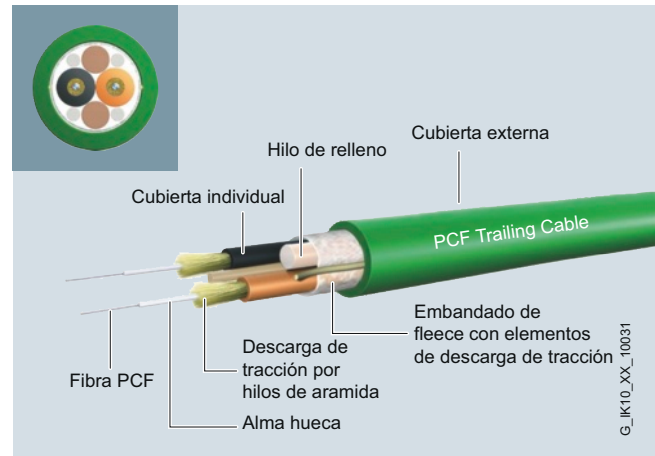 Cubierta externa
Hilo de relleno
Cubierta individual
PCF Trailing Cable
Embandado de
fleece con elementos
de descarga de tracción
Descarga de
tracción por
hilos de aramida
Fibra PCF
Alma hueca
G_IK10_XX_10031